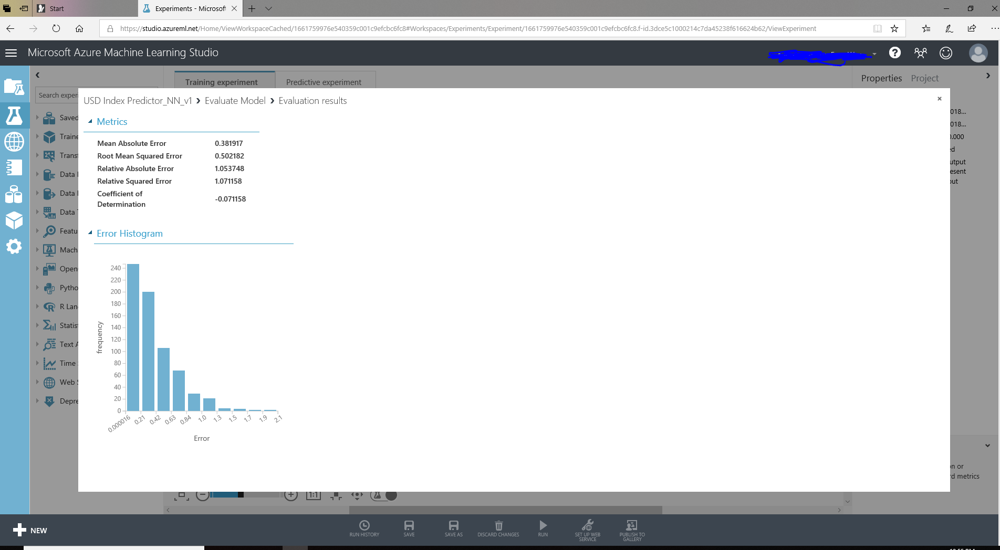 Start
Experiments - Microsoft
https://studio.azureml.net/Home/ViewWorkspaceCached/1661759976e540359c001c9efcbc6fc8#Workspaces/Experiments/Experiment/1661759976e540359c001c9efcbc6fc8.f-id.3dce5c1000214c7da45238f616624b62/ViewExperiment
Microsoft Azure Machine Learning Studio
Training experiment
Predictive experiment
Properties Project
Search experi
USD Index Predictor_NN_v1 › Evaluate Model › Evaluation results
Metrics
Mean Absolute Error 0.381917
Root Mean Squared Error 0.502182
Relative Absolute Error 1.053748
Relative Squared Error 1.071158
Coefficient of
Determination -0.071158
Error Histogram
frequency
240
220
200
180
160
140
120
100
80
60
40
20
0
0.000016 0.21 0.42 0.63 0.84 1.0 1.3 1.5 1.7 1.9 2.1
Error
Saved
Traine
Transf
Data
Data
Data T
Featu
Mach
Open
Pytho
R Lan
Statis
Text A
Time
Web S
Depre
018...
018...
0.000
ed
utput
esent
out
on or
rd metrics
1:1
NEW
RUN HISTORY
SAVE
SAVE AS
DISCARD CHANGES
RUN
SET UP WEB
SERVICE
PUBLISH TO
GALLERY